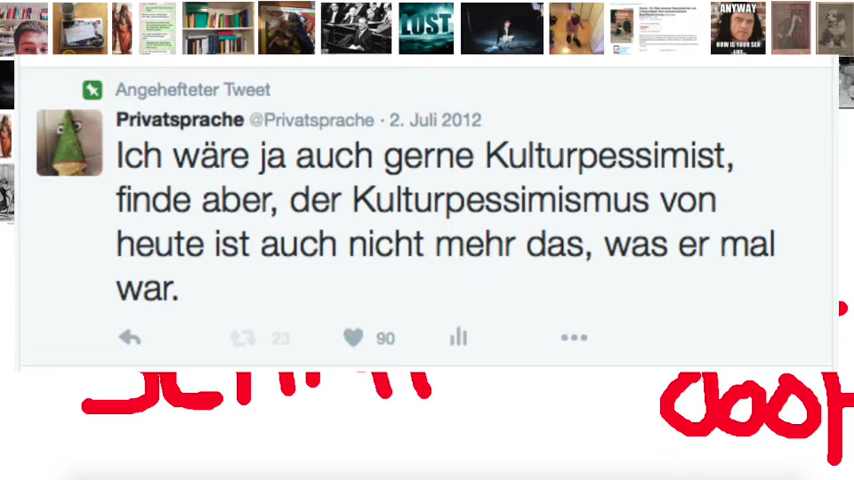 LOST
ANYWAY
HOW IS YOUR SEX
LIFE
Angehefteter Tweet
Privatsprache @Privatsprache · 2. Juli 2012
Ich wäre ja auch gerne Kulturpessimist,
finde aber, der Kulturpessimismus von
heute ist auch nicht mehr das, was er mal
war.
23 90